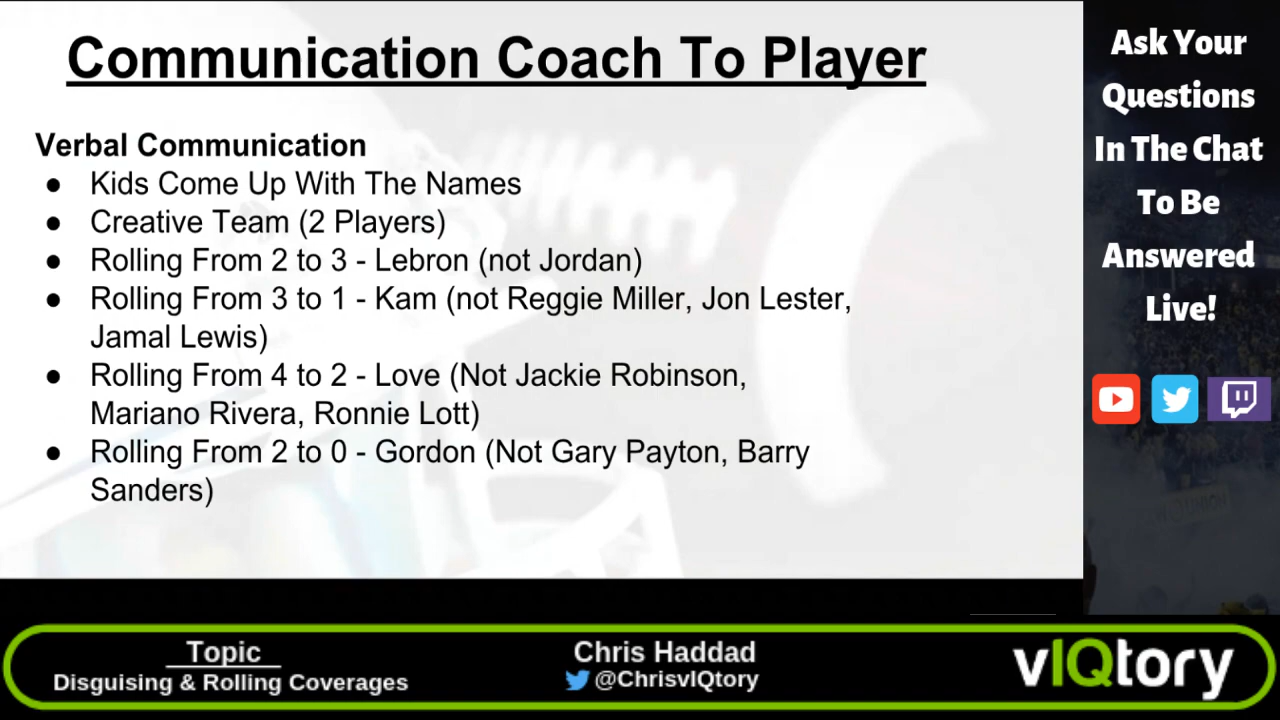 Communication Coach To Player
Verbal Communication
● Kids Come Up With The Names
● Creative Team (2 Players)
● Rolling From 2 to 3 - Lebron (not Jordan)
● Rolling From 3 to 1 - Kam (not Reggie Miller, Jon Lester,
Jamal Lewis)
● Rolling From 4 to 2 - Love (Not Jackie Robinson,
Mariano Rivera, Ronnie Lott)
● Rolling From 2 to 0 - Gordon (Not Gary Payton, Barry
Sanders)
Ask Your
Questions
In The Chat
To Be
Answered
Live!
Topic
Disguising & Rolling Coverages
Chris Haddad
@ChrisvIQtory
vIQtory